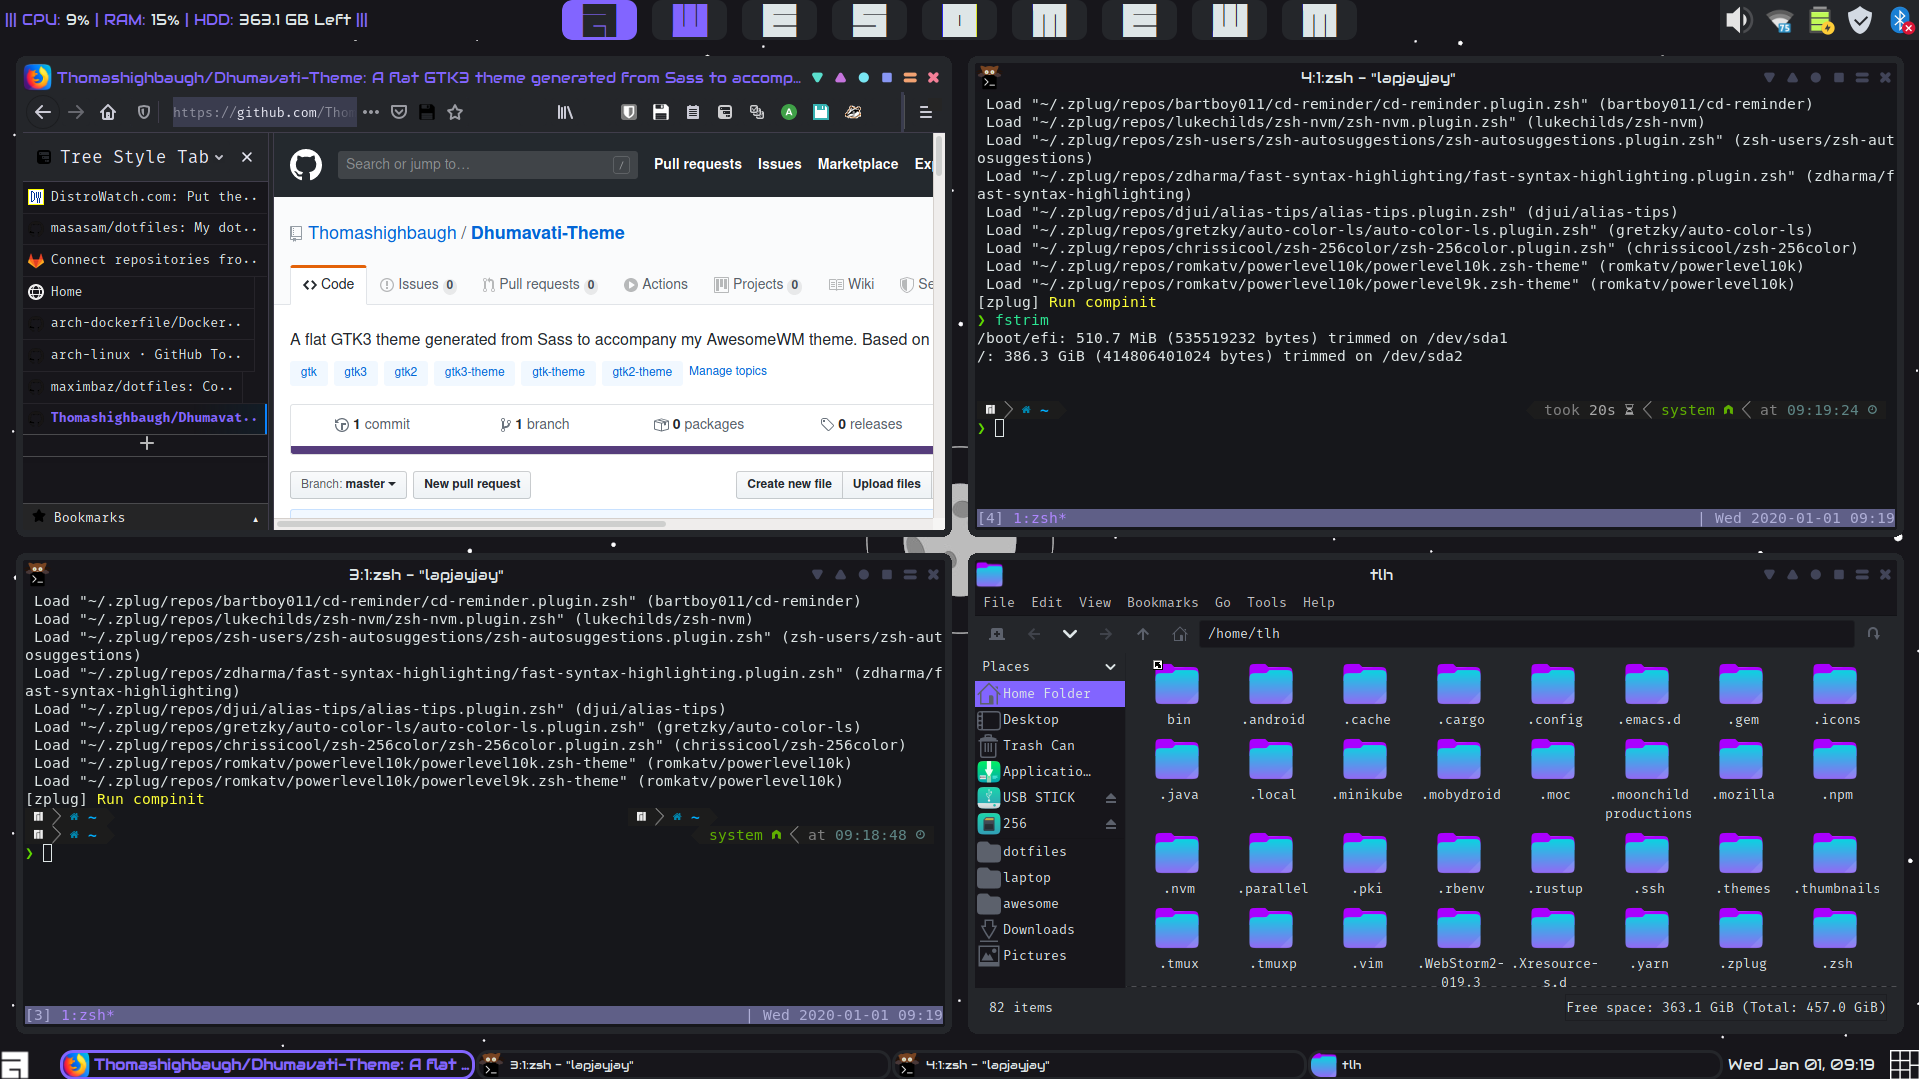 ||| CPU: 9% | RAM: 15% | HDD: 363.1 GB Left |||
A W E S O M E W M
75
Thomashighbaugh/Dhumavati-Theme: A flat GTK3 theme generated from Sass to accomp...
https://github.com/Thom
Tree Style Tab
DistroWatch.com: Put the..
masasam/dotfiles: My dot..
Connect repositories fro..
Home
arch-dockerfile/Docker..
arch-linux · GitHub To..
maximbaz/dotfiles: Co..
Thomashighbaugh/Dhumavat..
Bookmarks
Search or jump to…
/
Pull requests Issues Marketplace Ex
Thomashighbaugh / Dhumavati-Theme
Code Issues 0 Pull requests 0 Actions Projects 0 Wiki Se
A flat GTK3 theme generated from Sass to accompany my AwesomeWM theme. Based on
gtk gtk3 gtk2 gtk3-theme gtk-theme gtk2-theme Manage topics
1 commit 1 branch 0 packages 0 releases
Branch: master New pull request Create new file Upload files
4:1:zsh - "lapjayjay"
Load "~/.zplug/repos/bartboy011/cd-reminder/cd-reminder.plugin.zsh" (bartboy011/cd-reminder)
Load "~/.zplug/repos/lukechilds/zsh-nvm/zsh-nvm.plugin.zsh" (lukechilds/zsh-nvm)
Load "~/.zplug/repos/zsh-users/zsh-autosuggestions/zsh-autosuggestions.plugin.zsh" (zsh-users/zsh-aut
osuggestions)
Load "~/.zplug/repos/zdharma/fast-syntax-highlighting/fast-syntax-highlighting.plugin.zsh" (zdharma/f
ast-syntax-highlighting)
Load "~/.zplug/repos/djui/alias-tips/alias-tips.plugin.zsh" (djui/alias-tips)
Load "~/.zplug/repos/gretzky/auto-color-ls/auto-color-ls.plugin.zsh" (gretzky/auto-color-ls)
Load "~/.zplug/repos/chrissicool/zsh-256color/zsh-256color.plugin.zsh" (chrissicool/zsh-256color)
Load "~/.zplug/repos/romkatv/powerlevel10k/powerlevel10k.zsh-theme" (romkatv/powerlevel10k)
Load "~/.zplug/repos/romkatv/powerlevel10k/powerlevel9k.zsh-theme" (romkatv/powerlevel10k)
[zplug] Run compinit
❯ fstrim
/boot/efi: 510.7 MiB (535519232 bytes) trimmed on /dev/sda1
/: 386.3 GiB (414806401024 bytes) trimmed on /dev/sda2
~ took 20s system at 09:19:24
❯
[4] 1:zsh* | Wed 2020-01-01 09:19
3:1:zsh - "lapjayjay"
Load "~/.zplug/repos/bartboy011/cd-reminder/cd-reminder.plugin.zsh" (bartboy011/cd-reminder)
Load "~/.zplug/repos/lukechilds/zsh-nvm/zsh-nvm.plugin.zsh" (lukechilds/zsh-nvm)
Load "~/.zplug/repos/zsh-users/zsh-autosuggestions/zsh-autosuggestions.plugin.zsh" (zsh-users/zsh-aut
osuggestions)
Load "~/.zplug/repos/zdharma/fast-syntax-highlighting/fast-syntax-highlighting.plugin.zsh" (zdharma/f
ast-syntax-highlighting)
Load "~/.zplug/repos/djui/alias-tips/alias-tips.plugin.zsh" (djui/alias-tips)
Load "~/.zplug/repos/gretzky/auto-color-ls/auto-color-ls.plugin.zsh" (gretzky/auto-color-ls)
Load "~/.zplug/repos/chrissicool/zsh-256color/zsh-256color.plugin.zsh" (chrissicool/zsh-256color)
Load "~/.zplug/repos/romkatv/powerlevel10k/powerlevel10k.zsh-theme" (romkatv/powerlevel10k)
Load "~/.zplug/repos/romkatv/powerlevel10k/powerlevel9k.zsh-theme" (romkatv/powerlevel10k)
[zplug] Run compinit
~ ~
~ system at 09:18:48
❯
[3] 1:zsh* | Wed 2020-01-01 09:19
tlh
File Edit View Bookmarks Go Tools Help
/home/tlh
Places
Home Folder
Desktop
Trash Can
Applicatio…
USB STICK
256
dotfiles
laptop
awesome
Downloads
Pictures
bin .android .cache .cargo .config .emacs.d .gem .icons
.java .local .minikube .mobydroid .moc .moonchild .mozilla .npm
productions
.nvm .parallel .pki .rbenv .rustup .ssh .themes .thumbnails
.tmux .tmuxp .vim .WebStorm2- .Xresource- .yarn .zplug .zsh
019.3 s.d
82 items Free space: 363.1 GiB (Total: 457.0 GiB)
Thomashighbaugh/Dhumavati-Theme: A flat ...
3:1:zsh - "lapjayjay"
4:1:zsh - "lapjayjay"
tlh
Wed Jan 01, 09:19